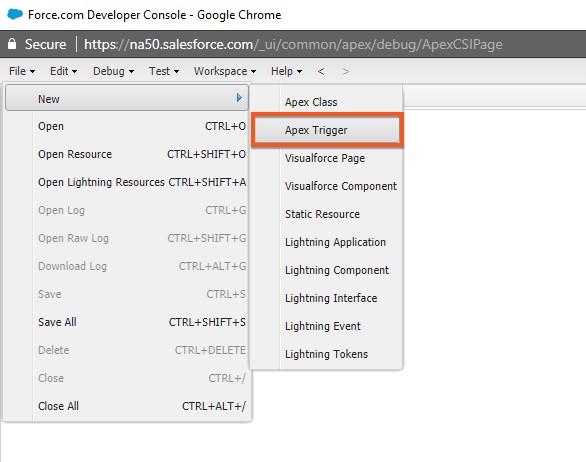 Force.com Developer Console - Google Chrome
Secure | https://na50.salesforce.com/_ui/common/apex/debug/ApexCSIPage
File Edit Debug Test Workspace Help < >
New
Open CTRL+O
Open Resource CTRL+SHIFT+O
Open Lightning Resources CTRL+SHIFT+A
Open Log CTRL+G
Open Raw Log CTRL+SHIFT+G
Download Log CTRL+ALT+G
Save CTRL+S
Save All CTRL+SHIFT+S
Delete CTRL+DELETE
Close CTRL+/
Close All CTRL+ALT+/
Apex Class
Apex Trigger
Visualforce Page
Visualforce Component
Static Resource
Lightning Application
Lightning Component
Lightning Interface
Lightning Event
Lightning Tokens